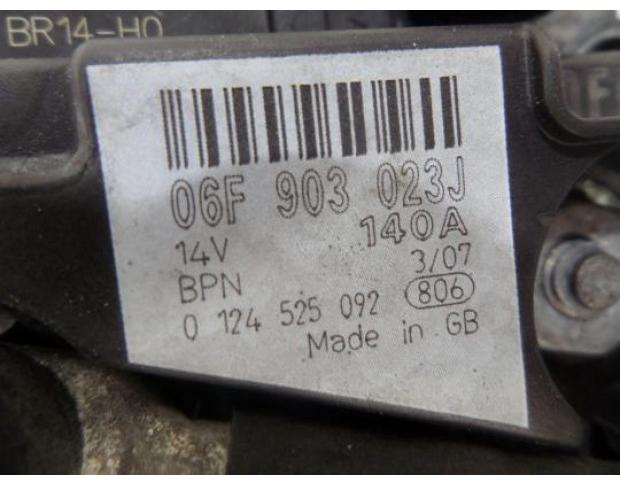 BR14-H0
06F 903 023J
14V 140A
BPN 3/07
0 124 525 092 806
Made in GB